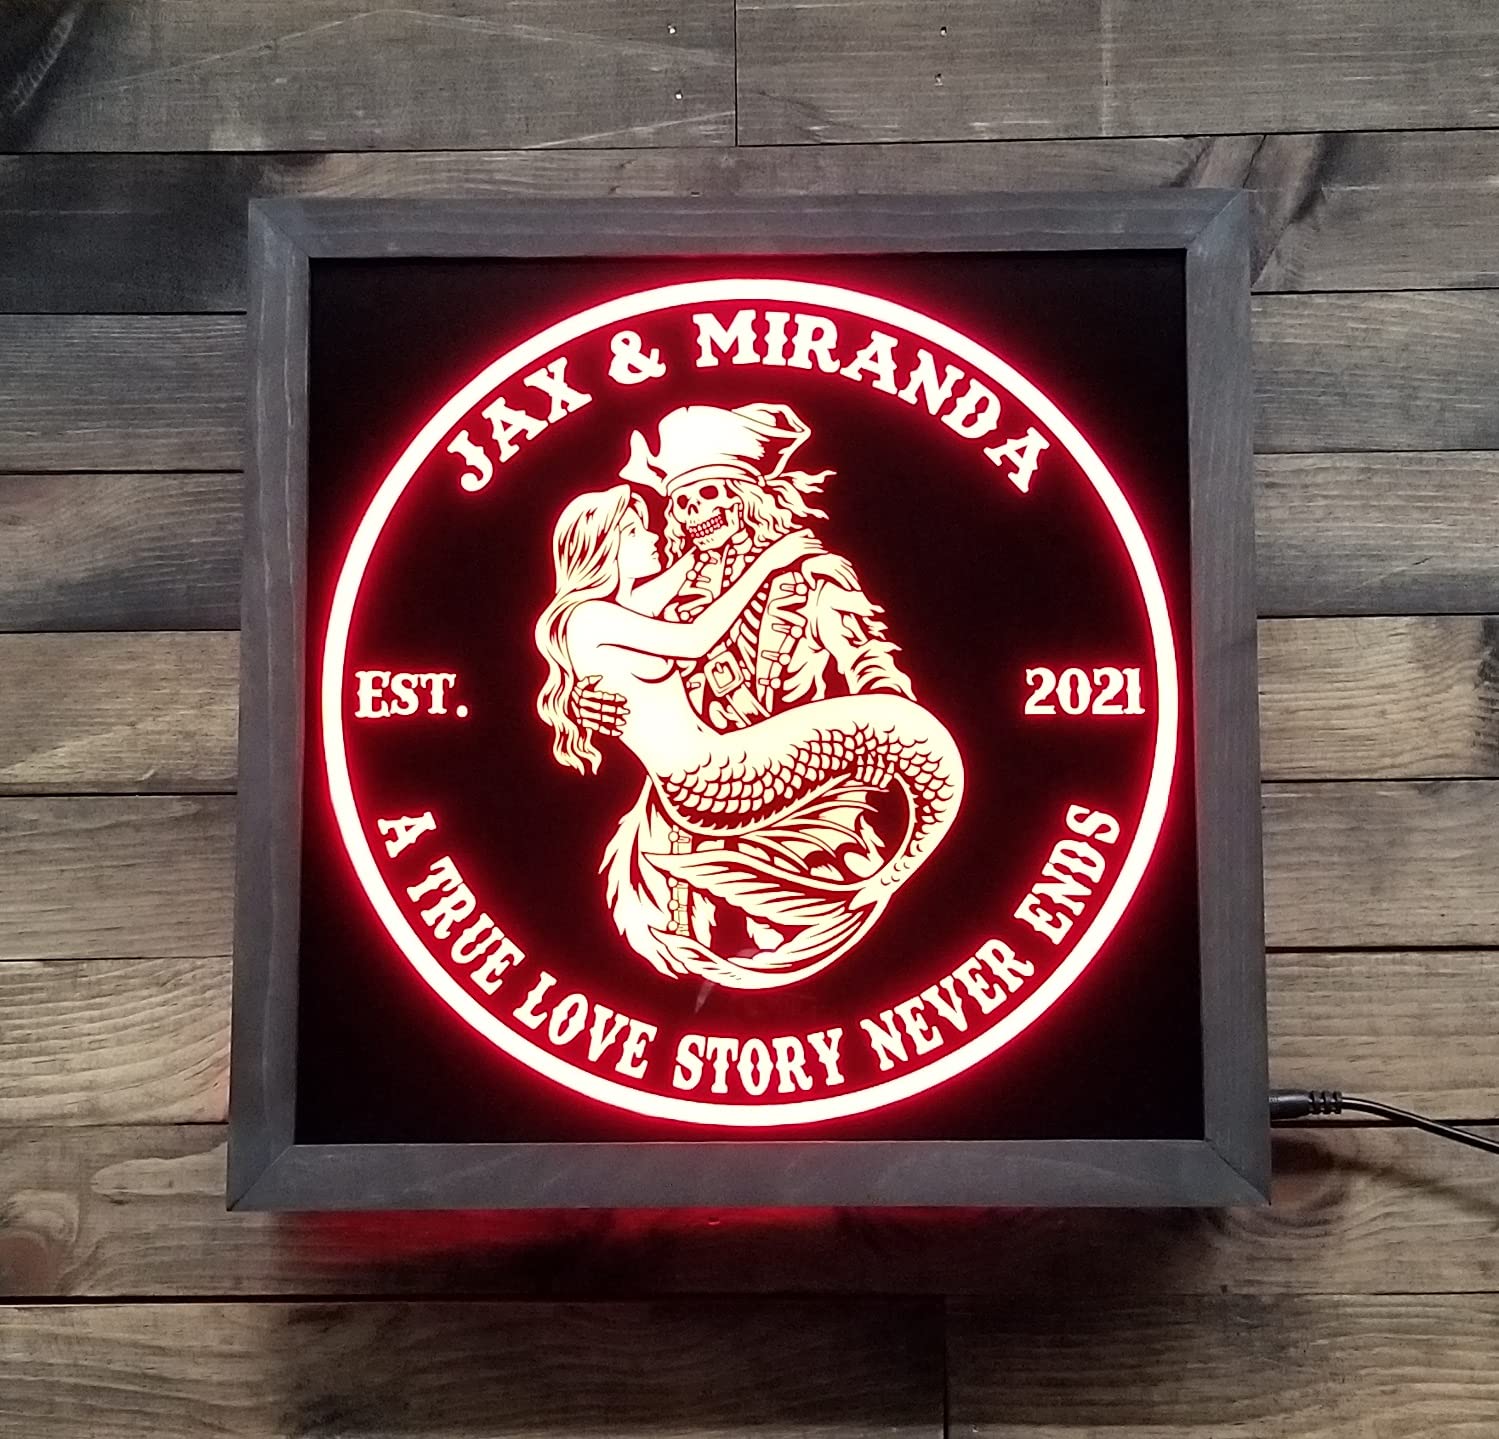 JAX & MIRANDA
EST.
2021
A TRUE LOVE STORY NEVER ENDS